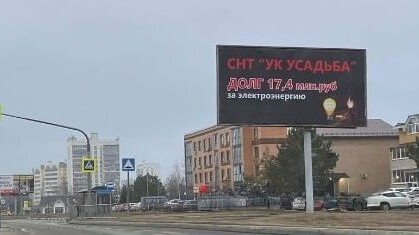 СНТ "УК УСАДЬБА"
ДОЛГ 17,4 млн.руб
за электроэнергию